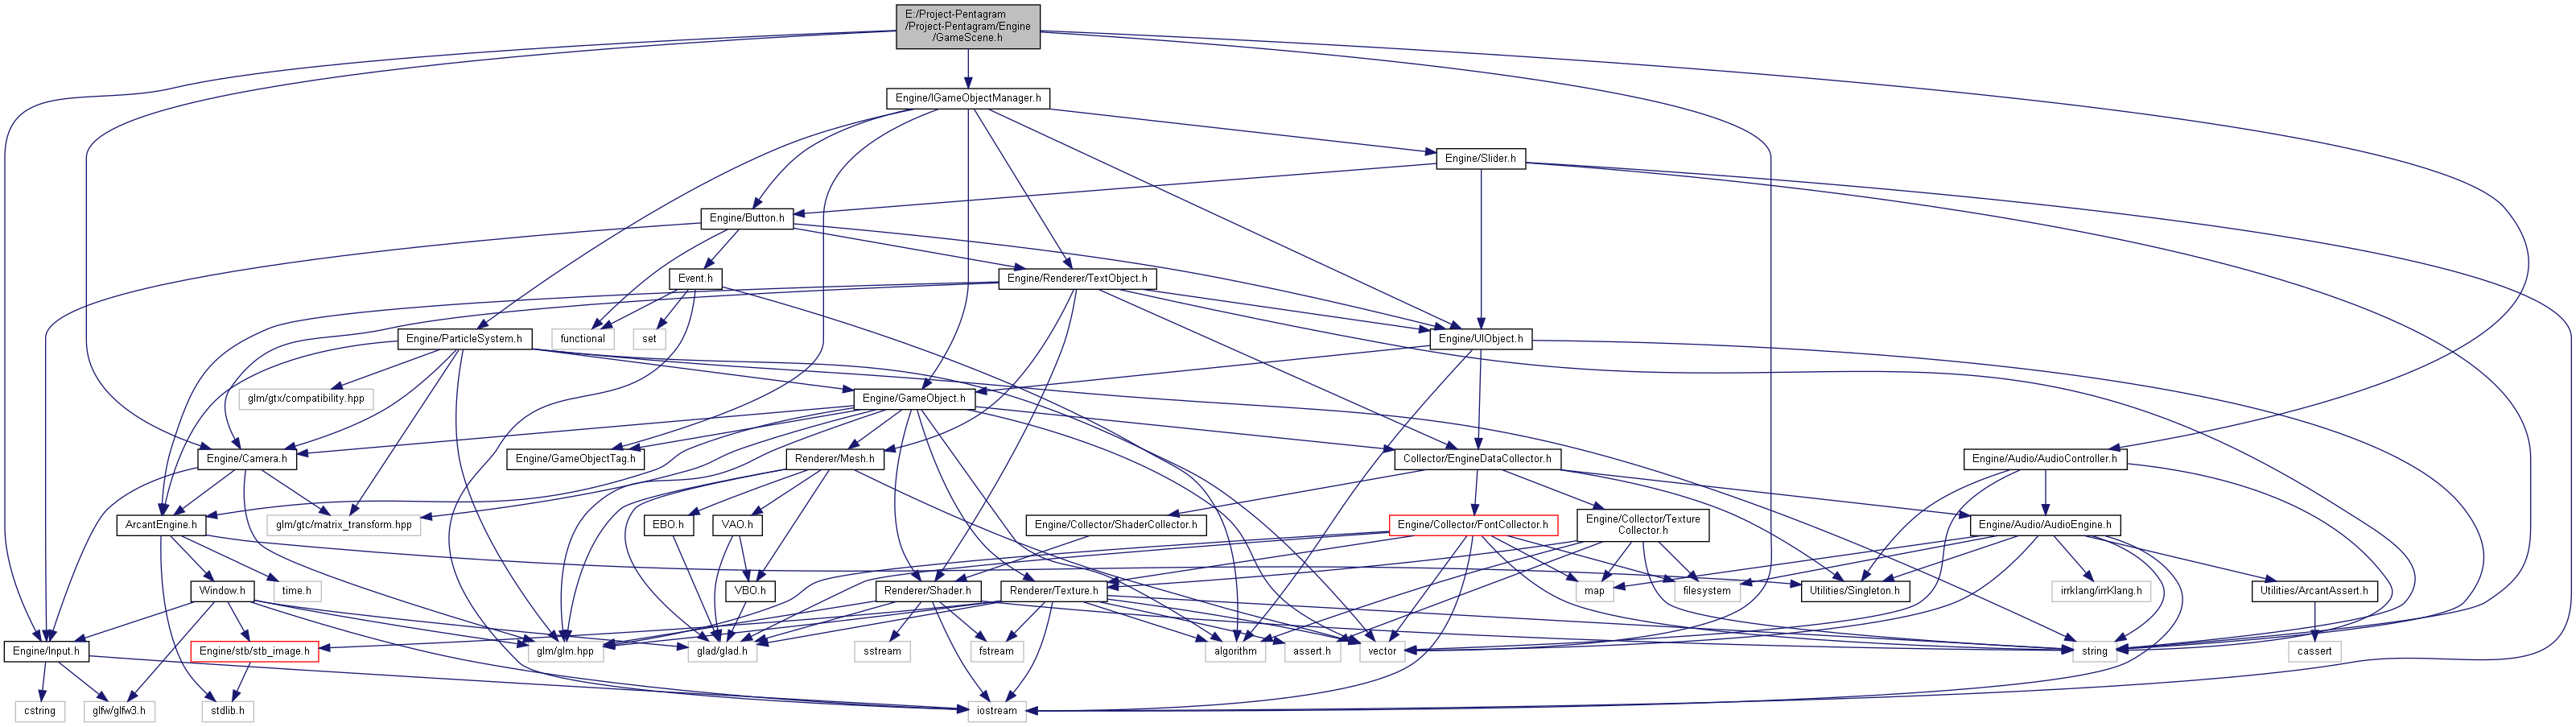 E:/Project-Pentagram
/Project-Pentagram/Engine
/GameScene.h
Engine/IGameObjectManager.h
Engine/Slider.h
Engine/Button.h
Event.h
Engine/Renderer/TextObject.h
Engine/ParticleSystem.h
functional
set
Engine/UIObject.h
glm/gtx/compatibility.hpp
Engine/GameObject.h
Engine/Camera.h
Engine/GameObjectTag.h
Renderer/Mesh.h
Collector/EngineDataCollector.h
Engine/Audio/AudioController.h
ArcantEngine.h
glm/gtc/matrix_transform.hpp
EBO.h
VAO.h
Engine/Collector/ShaderCollector.h
Engine/Collector/FontCollector.h
Engine/Collector/Texture
Collector.h
Engine/Audio/AudioEngine.h
Window.h
time.h
VBO.h
Renderer/Shader.h
Renderer/Texture.h
map
filesystem
Utilities/Singleton.h
irrklang/irrKlang.h
Utilities/ArcantAssert.h
Engine/Input.h
Engine/stb/stb_image.h
glm/glm.hpp
glad/glad.h
sstream
fstream
algorithm
assert.h
vector
string
cassert
cstring
glfw/glfw3.h
stdlib.h
iostream